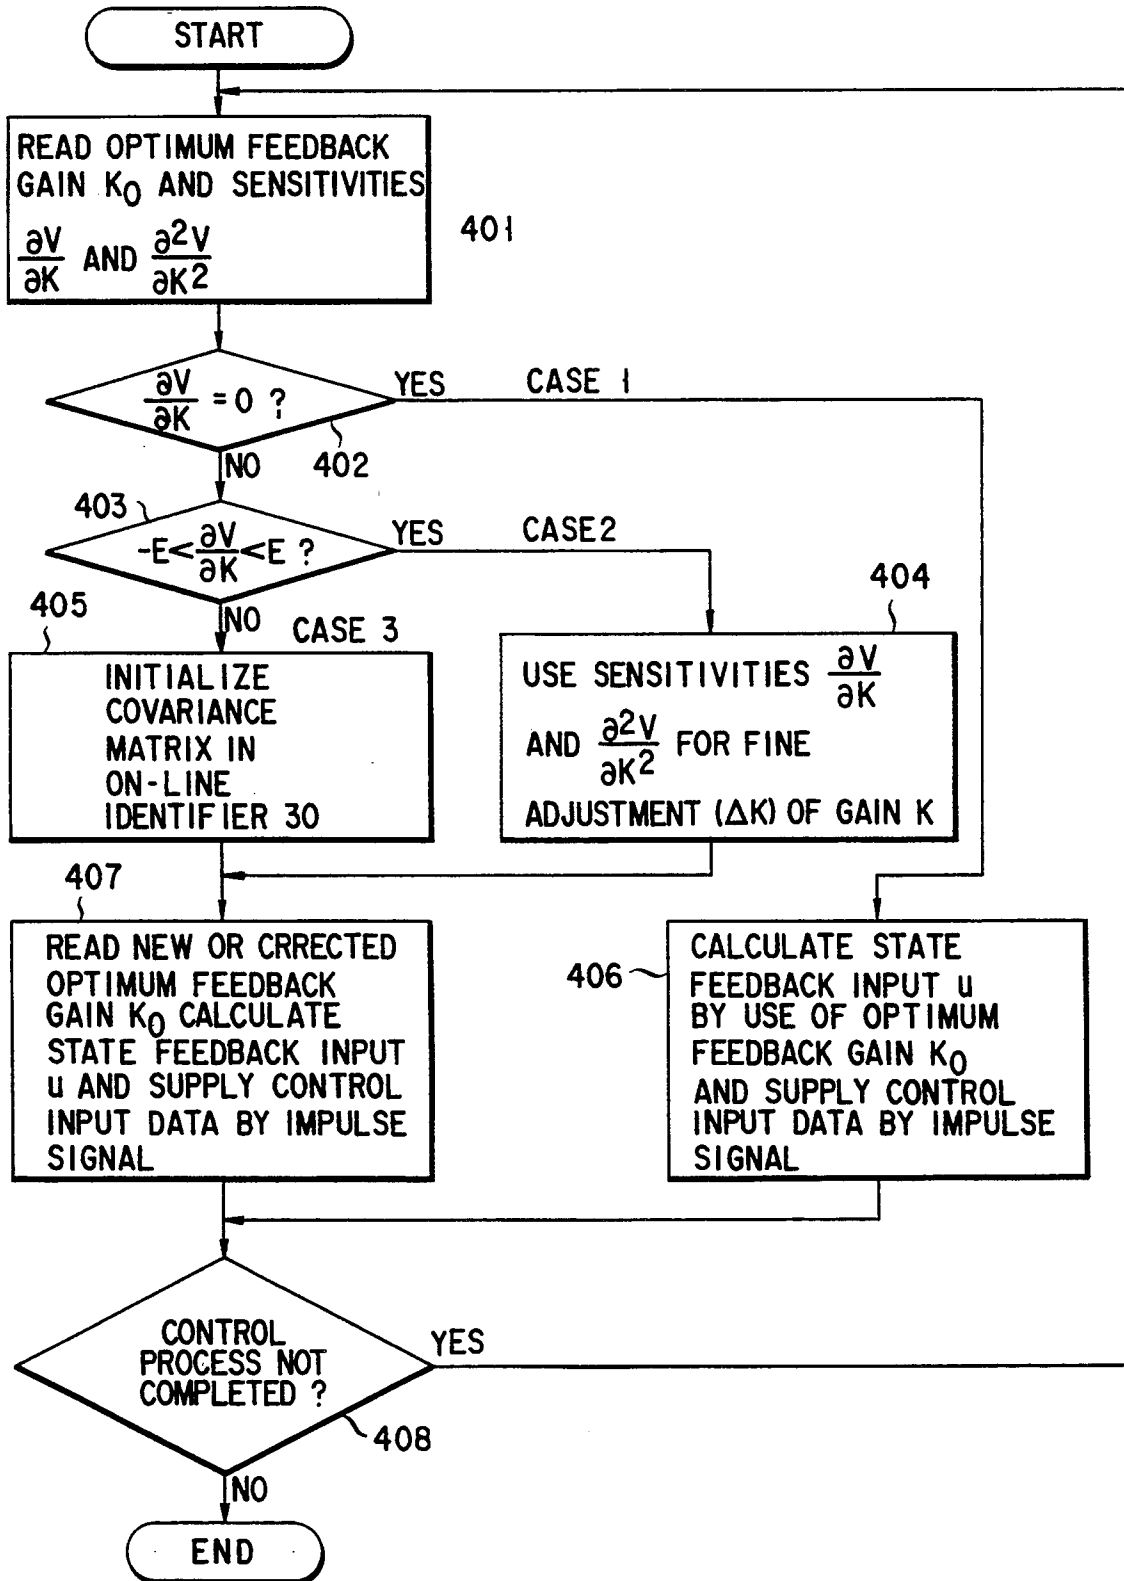 START
READ OPTIMUM FEEDBACK
GAIN K₀ AND SENSITIVITIES
∂V/∂K AND ∂²V/∂K²
401
∂V/∂K = 0 ?
YES CASE 1
402
NO
403
-E<∂V/∂K<E ?
YES CASE2
404
405
NO
CASE 3
INITIALIZE
COVARIANCE
MATRIX IN
ON-LINE
IDENTIFIER 30
USE SENSITIVITIES ∂V/∂K
AND ∂²V/∂K² FOR FINE
ADJUSTMENT (ΔK) OF GAIN K
407
READ NEW OR CRRECTED
OPTIMUM FEEDBACK
GAIN K₀ CALCULATE
STATE FEEDBACK INPUT
u AND SUPPLY CONTROL
INPUT DATA BY IMPULSE
SIGNAL
406
CALCULATE STATE
FEEDBACK INPUT u
BY USE OF OPTIMUM
FEEDBACK GAIN K₀
AND SUPPLY CONTROL
INPUT DATA BY IMPULSE
SIGNAL
CONTROL
PROCESS NOT
COMPLETED ?
YES
408
NO
END